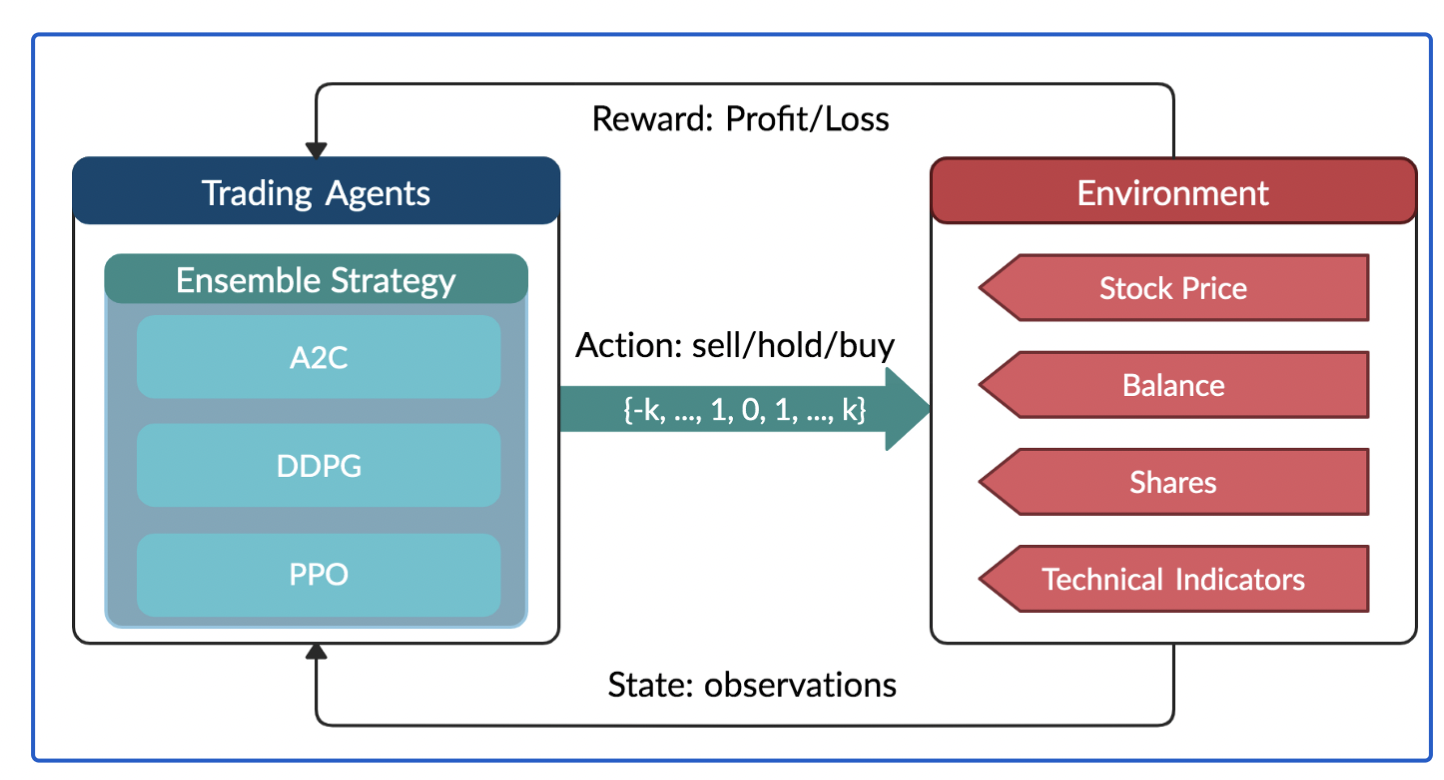 Reward: Profit/Loss
Trading Agents
Environment
Ensemble Strategy
A2C
DDPG
PPO
Action: sell/hold/buy
{-k, ..., 1, 0, 1, ..., k}
Stock Price
Balance
Shares
Technical Indicators
State: observations